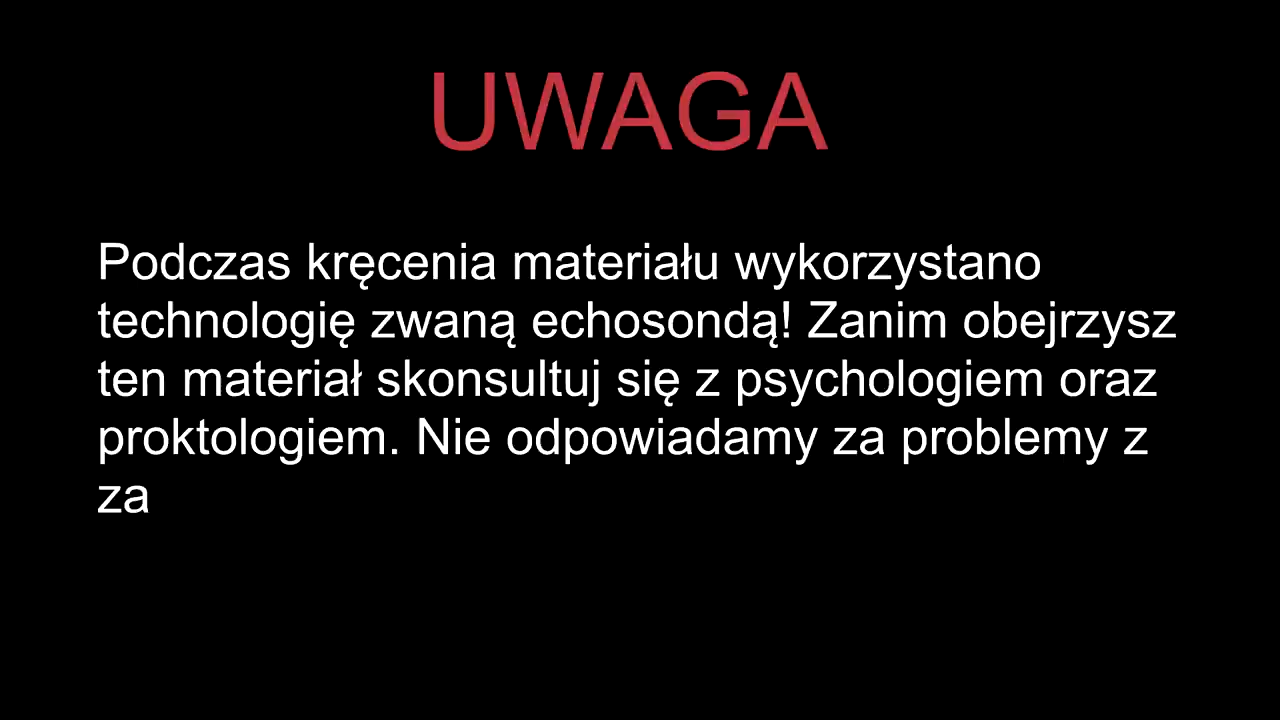 UWAGA
Podczas kręcenia materiału wykorzystano
technologię zwaną echosondą! Zanim obejrzysz
ten materiał skonsultuj się z psychologiem oraz
proktologiem. Nie odpowiadamy za problemy z
za